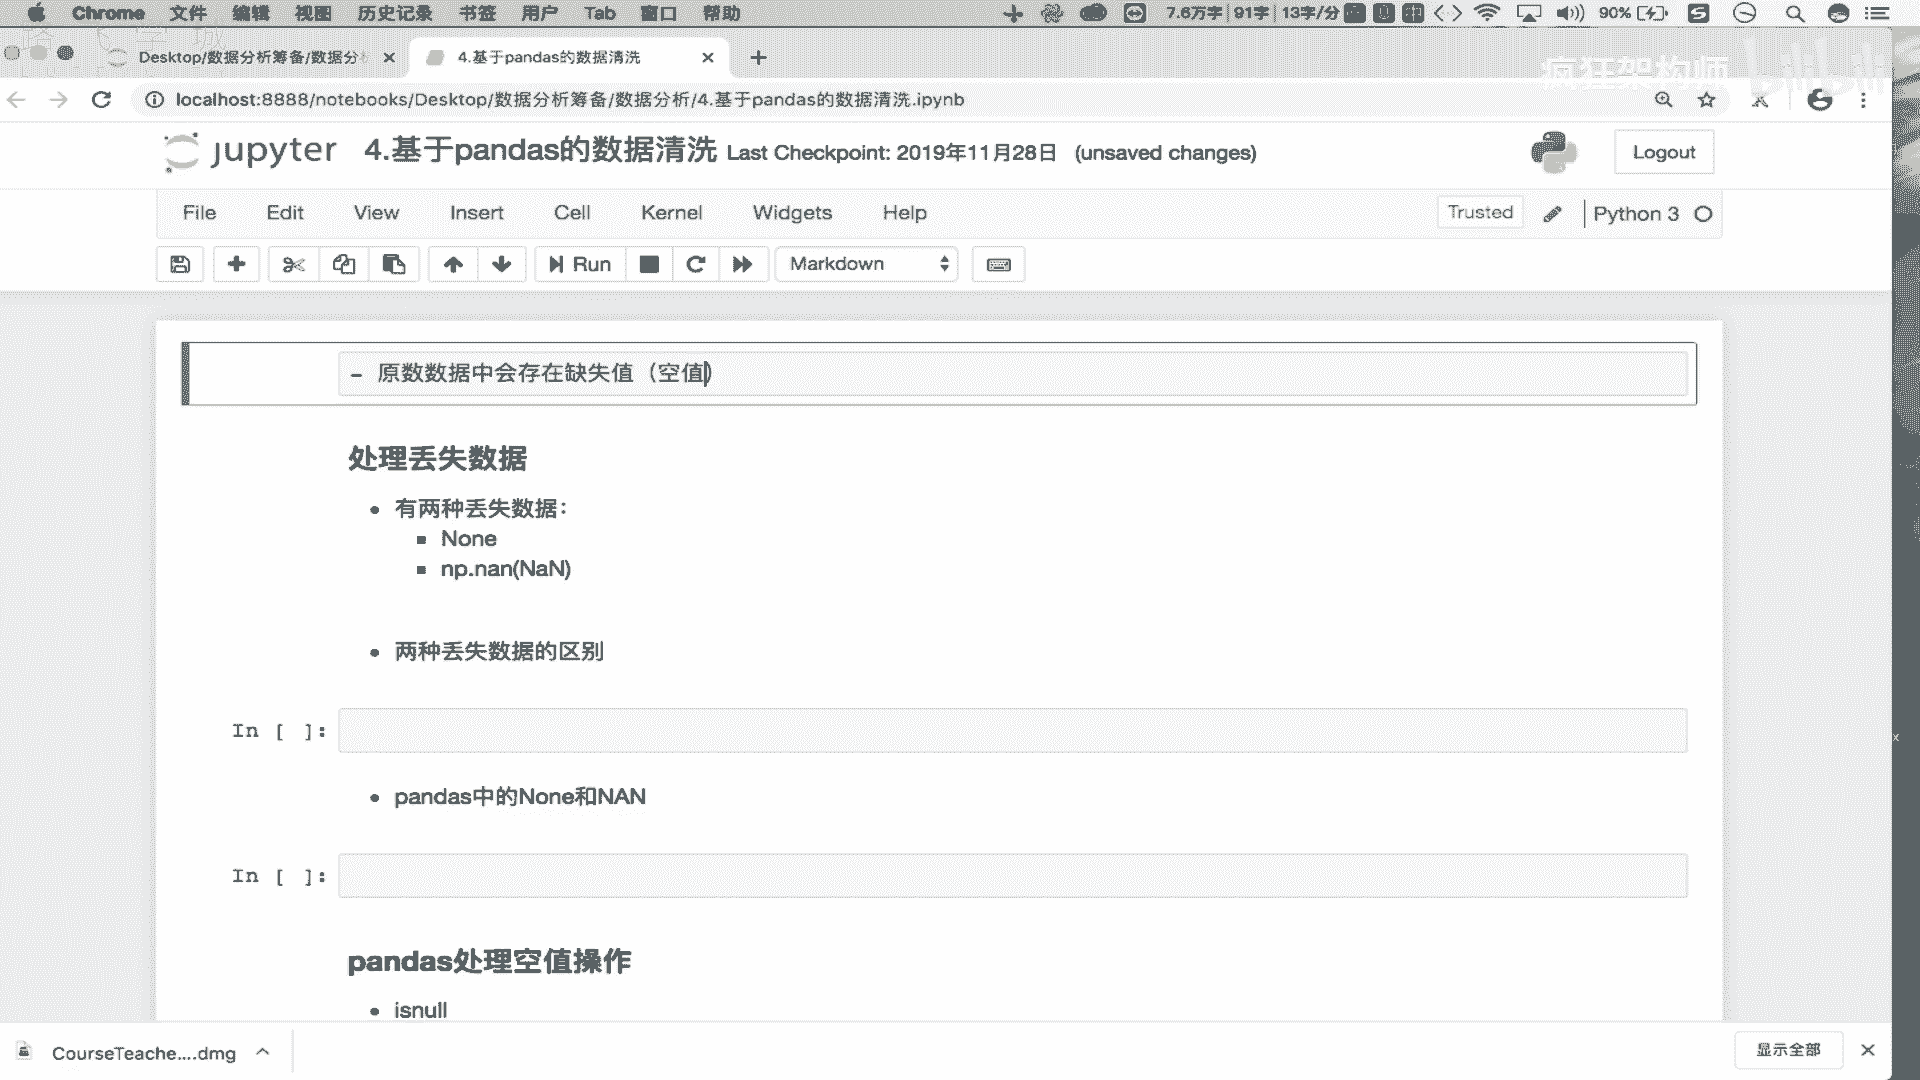 Chrome 文件 编辑 视图 历史记录 书签 用户 Tab 窗口 帮助 7.6万字 91字 13字/分 90%
Desktop/数据分析筹备/数据分 4.基于pandas的数据清洗
疯狂架构师 bilibili
localhost:8888/notebooks/Desktop/数据分析筹备/数据分析/4.基于pandas的数据清洗.ipynb
jupyter 4.基于pandas的数据清洗 Last Checkpoint: 2019年11月28日 (unsaved changes) Logout
File Edit View Insert Cell Kernel Widgets Help Trusted Python 3
Run Markdown
- 原数数据中会存在缺失值（空值）
处理丢失数据
有两种丢失数据：
None
np.nan(NaN)
两种丢失数据的区别
In [ ]:
pandas中的None和NAN
In [ ]:
pandas处理空值操作
isnull
CourseTeache....dmg 显示全部